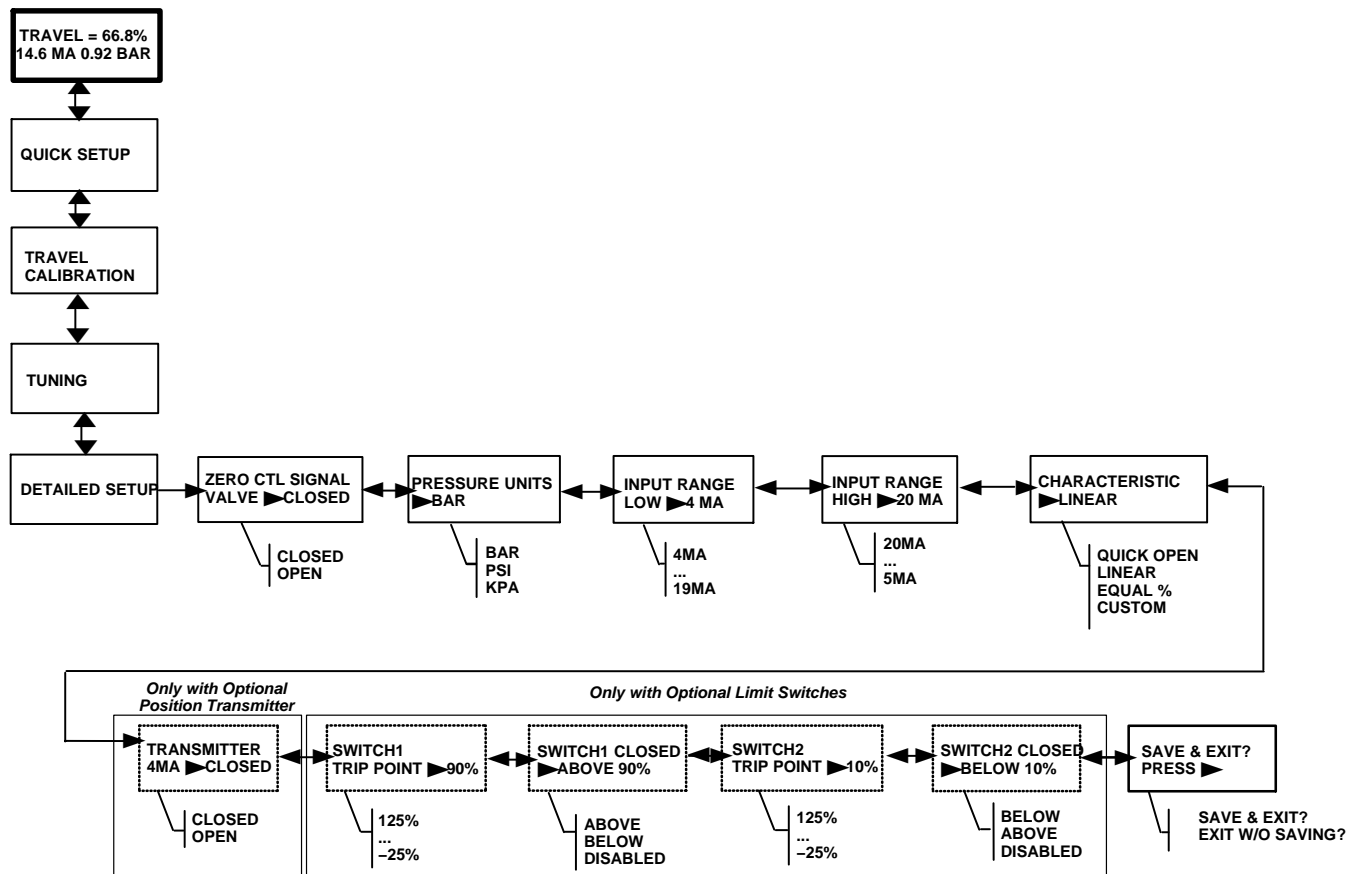 TRAVEL = 66.8%
14.6 MA 0.92 BAR
QUICK SETUP
TRAVEL
CALIBRATION
TUNING
DETAILED SETUP
ZERO CTL SIGNAL
VALVE ►CLOSED
CLOSED
OPEN
PRESSURE UNITS
►BAR
BAR
PSI
KPA
INPUT RANGE
LOW ►4 MA
4MA
...
19MA
INPUT RANGE
HIGH ►20 MA
20MA
...
5MA
CHARACTERISTIC
►LINEAR
QUICK OPEN
LINEAR
EQUAL %
CUSTOM
Only with Optional
Position Transmitter
TRANSMITTER
4MA ►CLOSED
CLOSED
OPEN
Only with Optional Limit Switches
SWITCH1
TRIP POINT ►90%
125%
...
–25%
SWITCH1 CLOSED
►ABOVE 90%
ABOVE
BELOW
DISABLED
SWITCH2
TRIP POINT ►10%
125%
...
–25%
SWITCH2 CLOSED
►BELOW 10%
BELOW
ABOVE
DISABLED
SAVE & EXIT?
PRESS ►
SAVE & EXIT?
EXIT W/O SAVING?